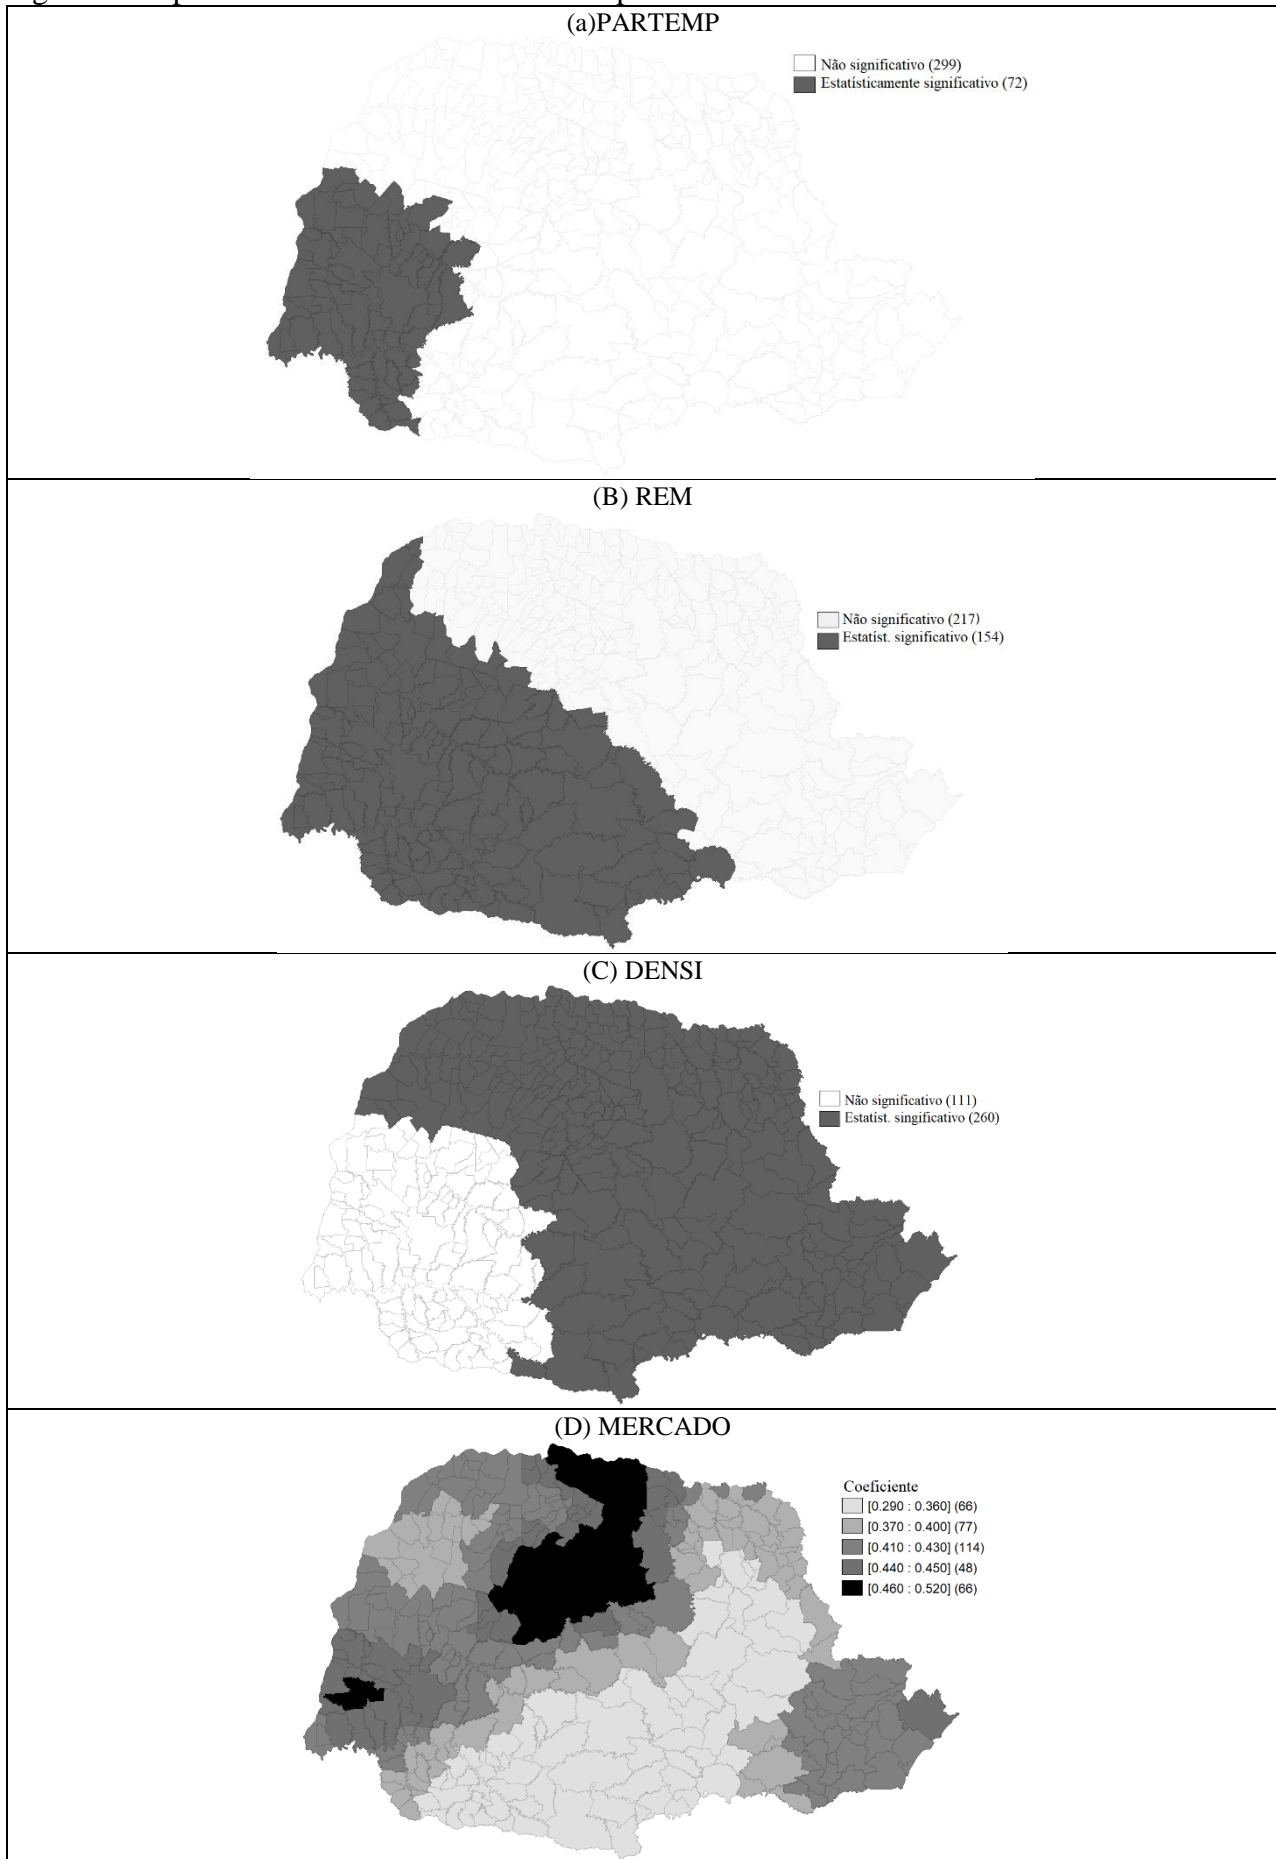 (a)PARTEMP
Não significativo (299)
Estatísticamente significativo (72)
(B) REM
Não significativo (217)
Estatíst. significativo (154)
(C) DENSI
Não significativo (111)
Estatíst. singificativo (260)
(D) MERCADO
Coeficiente
[0.290 : 0.360] (66)
[0.370 : 0.400] (77)
[0.410 : 0.430] (114)
[0.440 : 0.450] (48)
[0.460 : 0.520] (66)